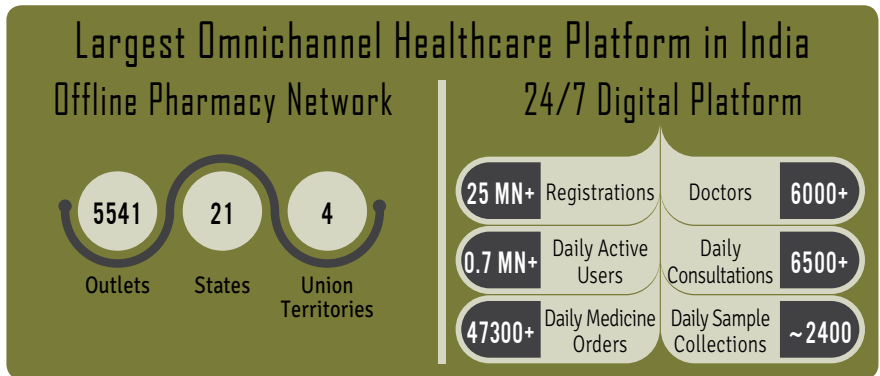 Largest Omnichannel Healthcare Platform in India
Offline Pharmacy Network
5541
21
4
Outlets
States
Union
Territories
24/7 Digital Platform
25 MN+
Registrations
Doctors
6000+
0.7 MN+
Daily Active
Users
Daily
Consultations
6500+
47300+
Daily Medicine
Orders
Daily Sample
Collections
~2400